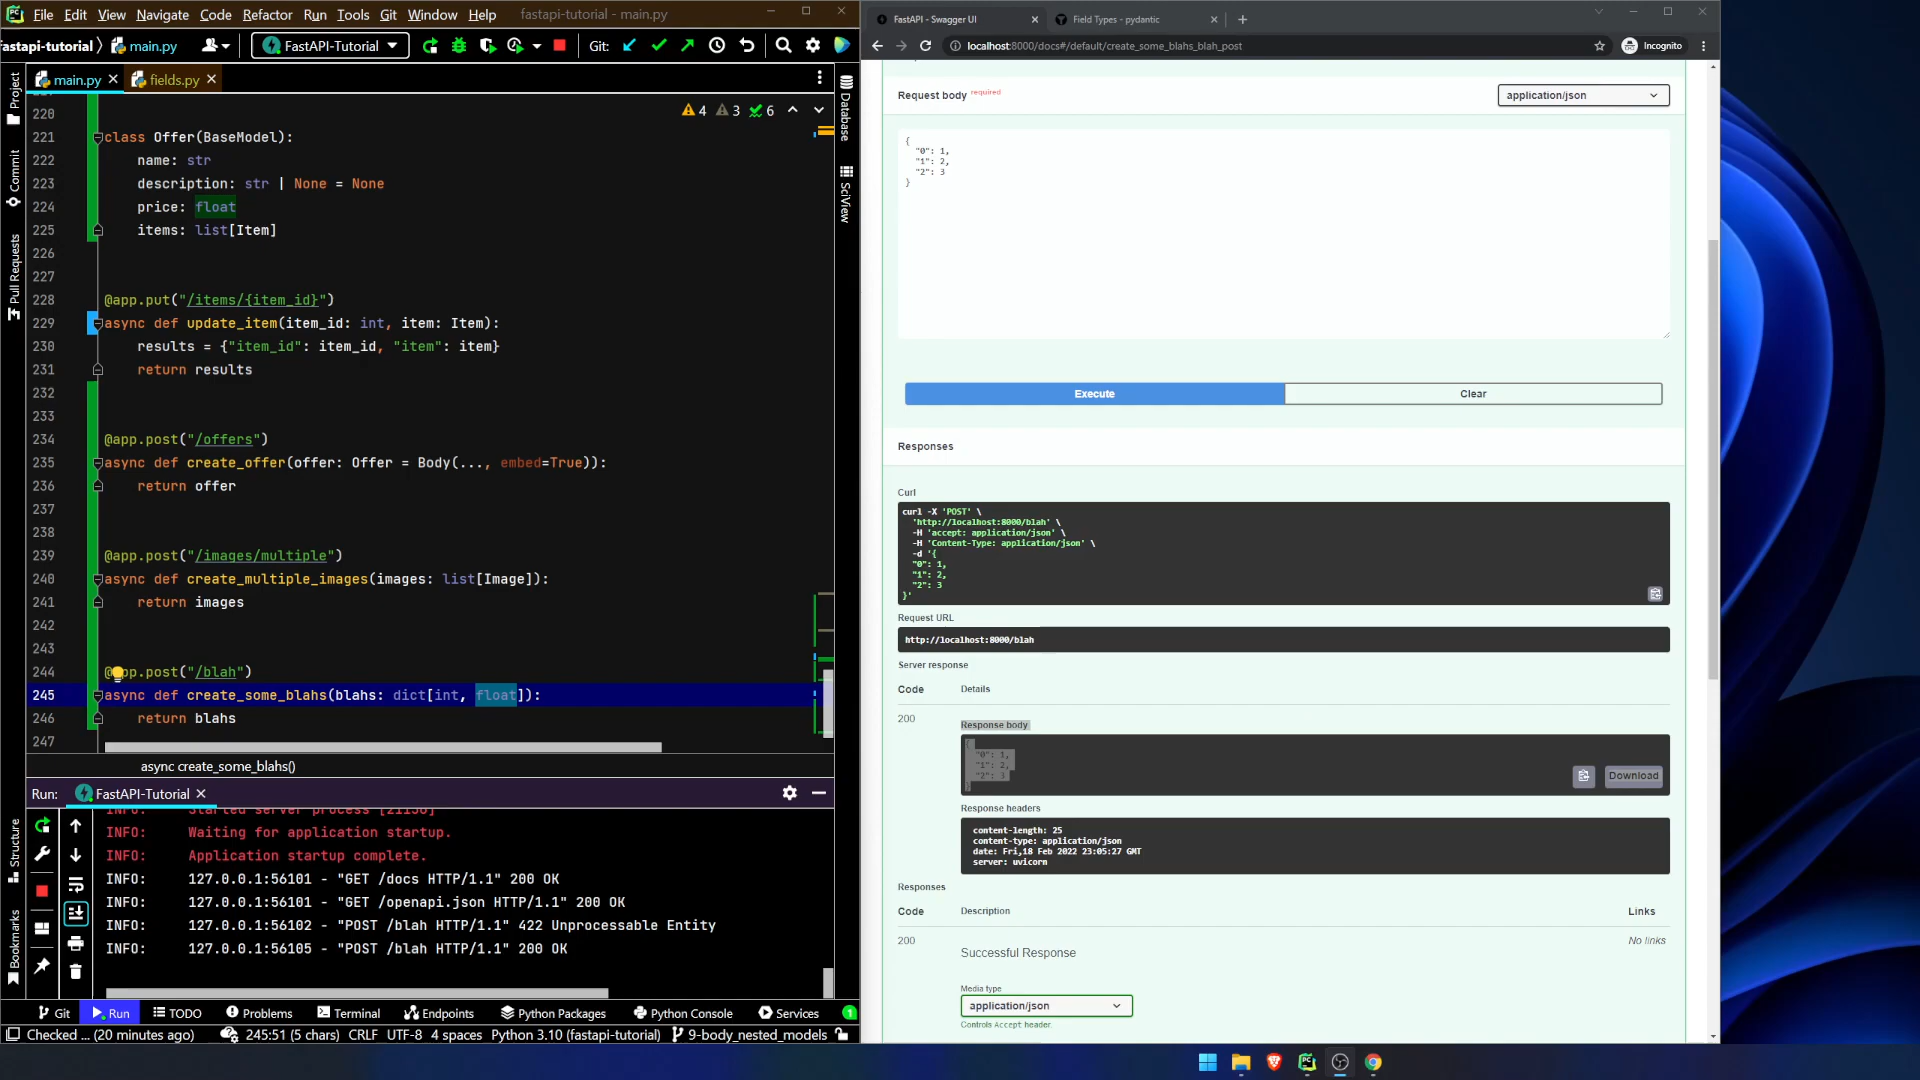 File Edit View Navigate Code Refactor Run Tools Git Window Help fastapi-tutorial - main.py
fastapi-tutorial main.py FastAPI-Tutorial Git:
main.py fields.py
4 3 6
Project
Commit
Pull Requests
Structure
Bookmarks
Database
SciView
220
221 class Offer(BaseModel):
222 name: str
223 description: str | None = None
224 price: float
225 items: list[Item]
226
227
228 @app.put("/items/{item_id}")
229 async def update_item(item_id: int, item: Item):
230 results = {"item_id": item_id, "item": item}
231 return results
232
233
234 @app.post("/offers")
235 async def create_offer(offer: Offer = Body(..., embed=True)):
236 return offer
237
238
239 @app.post("/images/multiple")
240 async def create_multiple_images(images: list[Image]):
241 return images
242
243
244 @app.post("/blah")
245 async def create_some_blahs(blahs: dict[int, float]):
246 return blahs
247
async create_some_blahs()
Run: FastAPI-Tutorial
INFO: Waiting for application startup.
INFO: Application startup complete.
INFO: 127.0.0.1:56101 - "GET /docs HTTP/1.1" 200 OK
INFO: 127.0.0.1:56101 - "GET /openapi.json HTTP/1.1" 200 OK
INFO: 127.0.0.1:56102 - "POST /blah HTTP/1.1" 422 Unprocessable Entity
INFO: 127.0.0.1:56105 - "POST /blah HTTP/1.1" 200 OK
Git Run TODO Problems Terminal Endpoints Python Packages Python Console Services 1
Checked ... (20 minutes ago) 245:51 (5 chars) CRLF UTF-8 4 spaces Python 3.10 (fastapi-tutorial) 9-body_nested_models
FastAPI - Swagger UI Field Types - pydantic
localhost:8000/docs#/default/create_some_blahs_blah_post Incognito
Request body required application/json
{
"0": 1,
"1": 2,
"2": 3
}
Execute Clear
Responses
Curl
curl -X 'POST' \
'http://localhost:8000/blah' \
-H 'accept: application/json' \
-H 'Content-Type: application/json' \
-d '{
"0": 1,
"1": 2,
"2": 3
}'
Request URL
http://localhost:8000/blah
Server response
Code Details
200 Response body
{
"0": 1,
"1": 2,
"2": 3
}
Download
Response headers
content-length: 25
content-type: application/json
date: Fri,18 Feb 2022 23:05:27 GMT
server: uvicorn
Responses
Code Description Links
200 Successful Response No links
Media type
application/json
Controls Accept header.